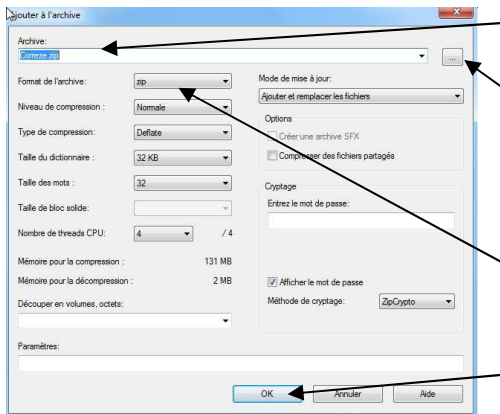 Ajouter à l'archive
Archive:
Correze.zip
...
Format de l'archive: zip
Niveau de compression : Normale
Type de compression: Deflate
Taille du dictionnaire : 32 KB
Taille des mots : 32
Taille de bloc solide:
Nombre de threads CPU: 4 / 4
Mémoire pour la compression : 131 MB
Mémoire pour la décompression : 2 MB
Découper en volumes, octets:
Mode de mise à jour:
Ajouter et remplacer les fichiers
Options
Créer une archive SFX
Compresser des fichiers partagés
Cryptage
Entrez le mot de passe:
Afficher le mot de passe
Méthode de cryptage: ZipCrypto
Paramètres:
OK Annuler Aide